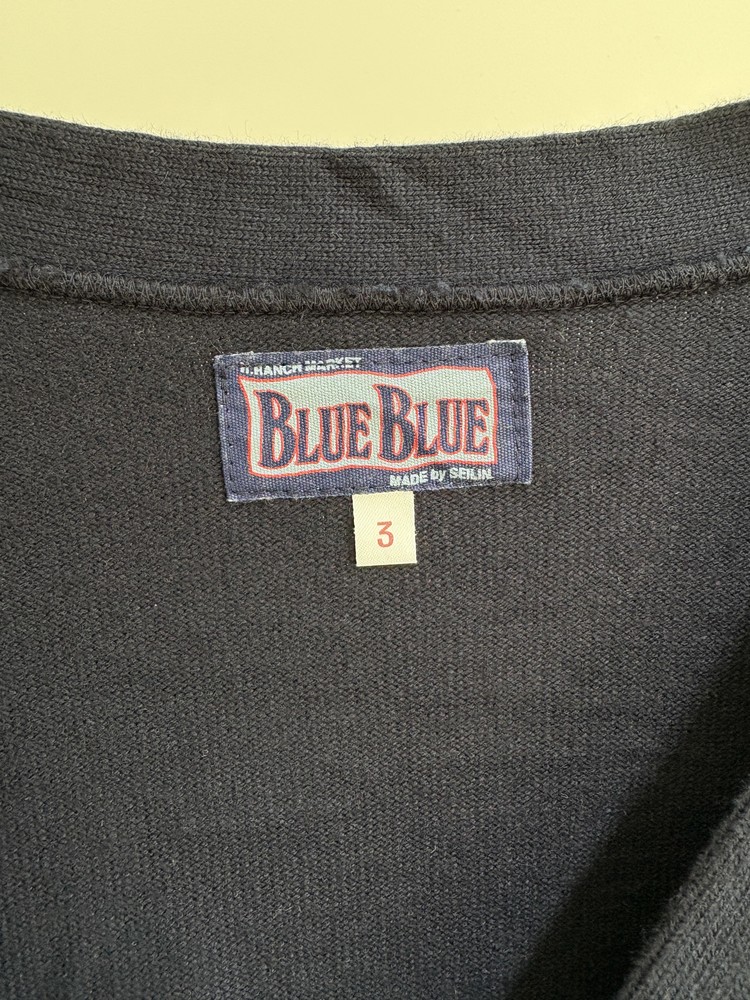 H.RANCH MARKET
BLUE BLUE
MADE by SEILIN
3